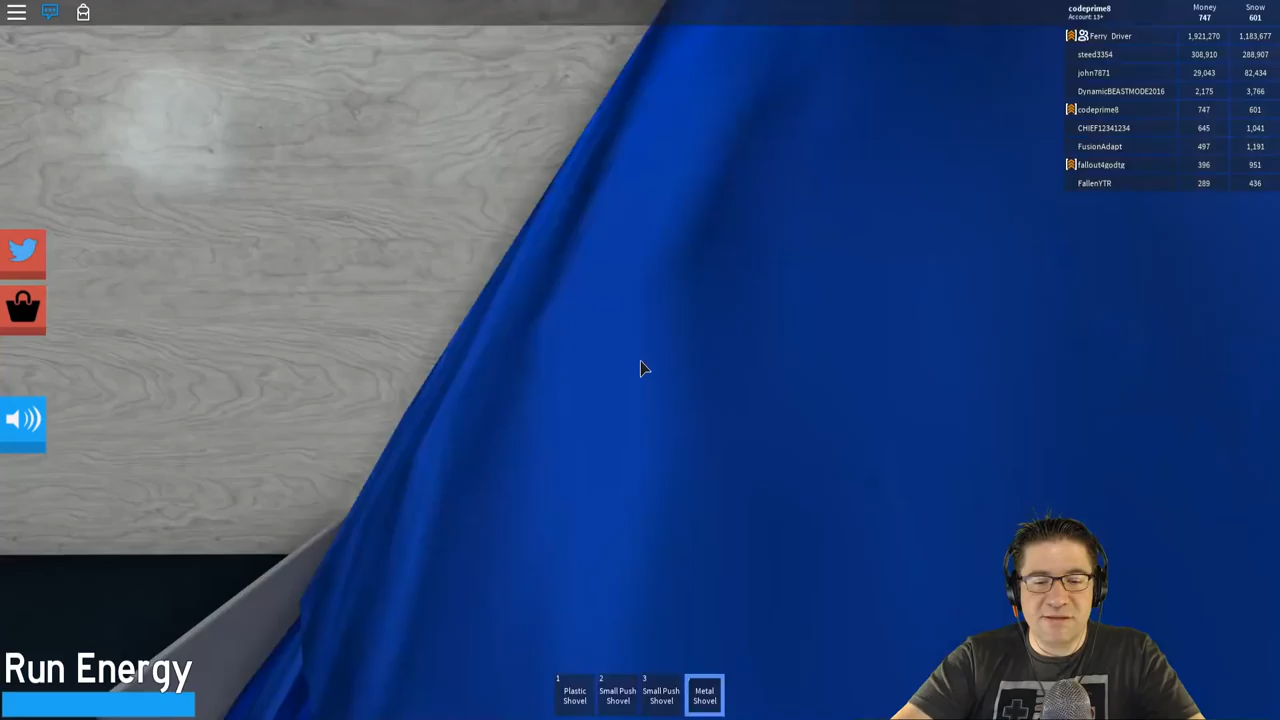 codeprime8 Money Snow
Account: 13+ 747 601
Ferry Driver 1,921,270 1,183,677
steed3354 308,910 288,907
john7871 29,043 82,434
DynamicBEASTMODE2016 2,175 3,766
codeprime8 747 601
CHIEF12341234 645 1,041
FusionAdapt 497 1,191
fallout4godtg 396 951
FallenYTR 289 436
Run Energy
1 2 3
Plastic Small Push Small Push Metal
Shovel Shovel Shovel Shovel